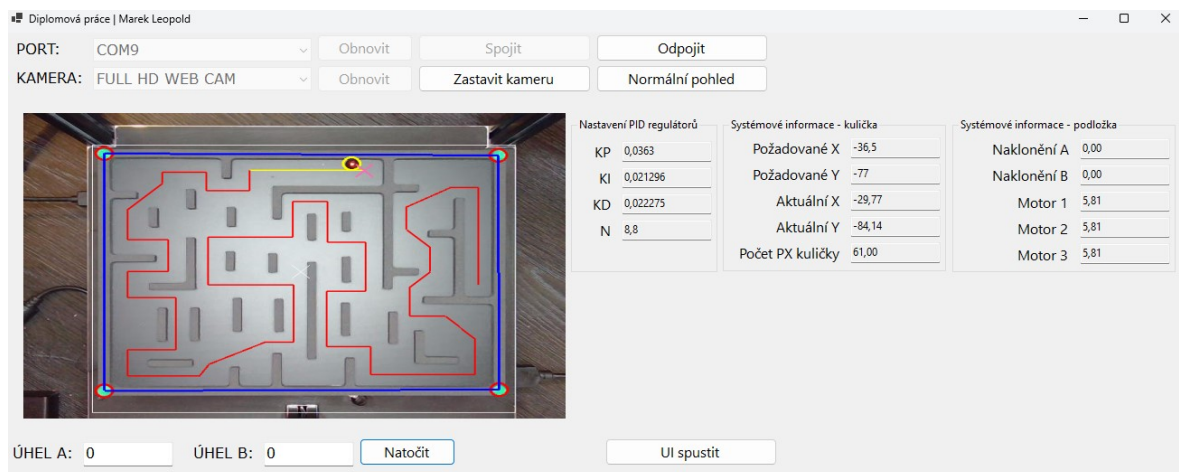 Diplomová práce | Marek Leopold
PORT: COM9 Obnovit Spojit Odpojit
KAMERA: FULL HD WEB CAM Obnovit Zastavit kameru Normální pohled
Nastavení PID regulátorů
KP 0,0363
KI 0,021296
KD 0,022275
N 8,8
Systémové informace - kulička
Požadované X -36,5
Požadované Y -77
Aktuální X -29,77
Aktuální Y -84,14
Počet PX kuličky 61,00
Systémové informace - podložka
Naklonění A 0,00
Naklonění B 0,00
Motor 1 5,81
Motor 2 5,81
Motor 3 5,81
ÚHEL A: 0 ÚHEL B: 0 Natočit UI spustit